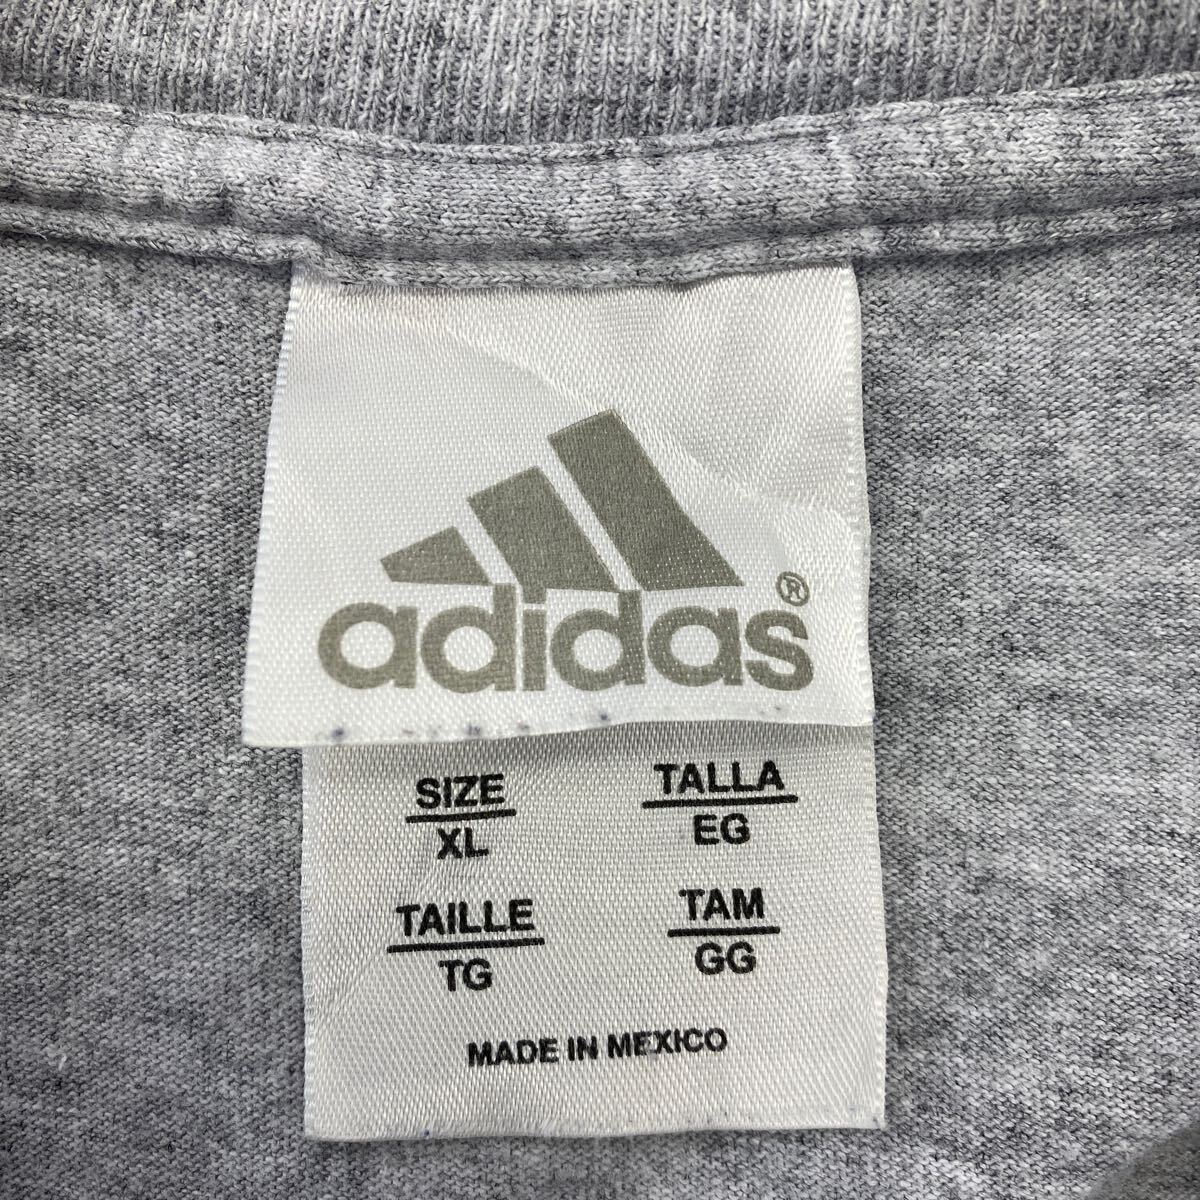 adidas®
SIZE TALLA
XL EG
TAILLE TAM
TG GG
MADE IN MEXICO